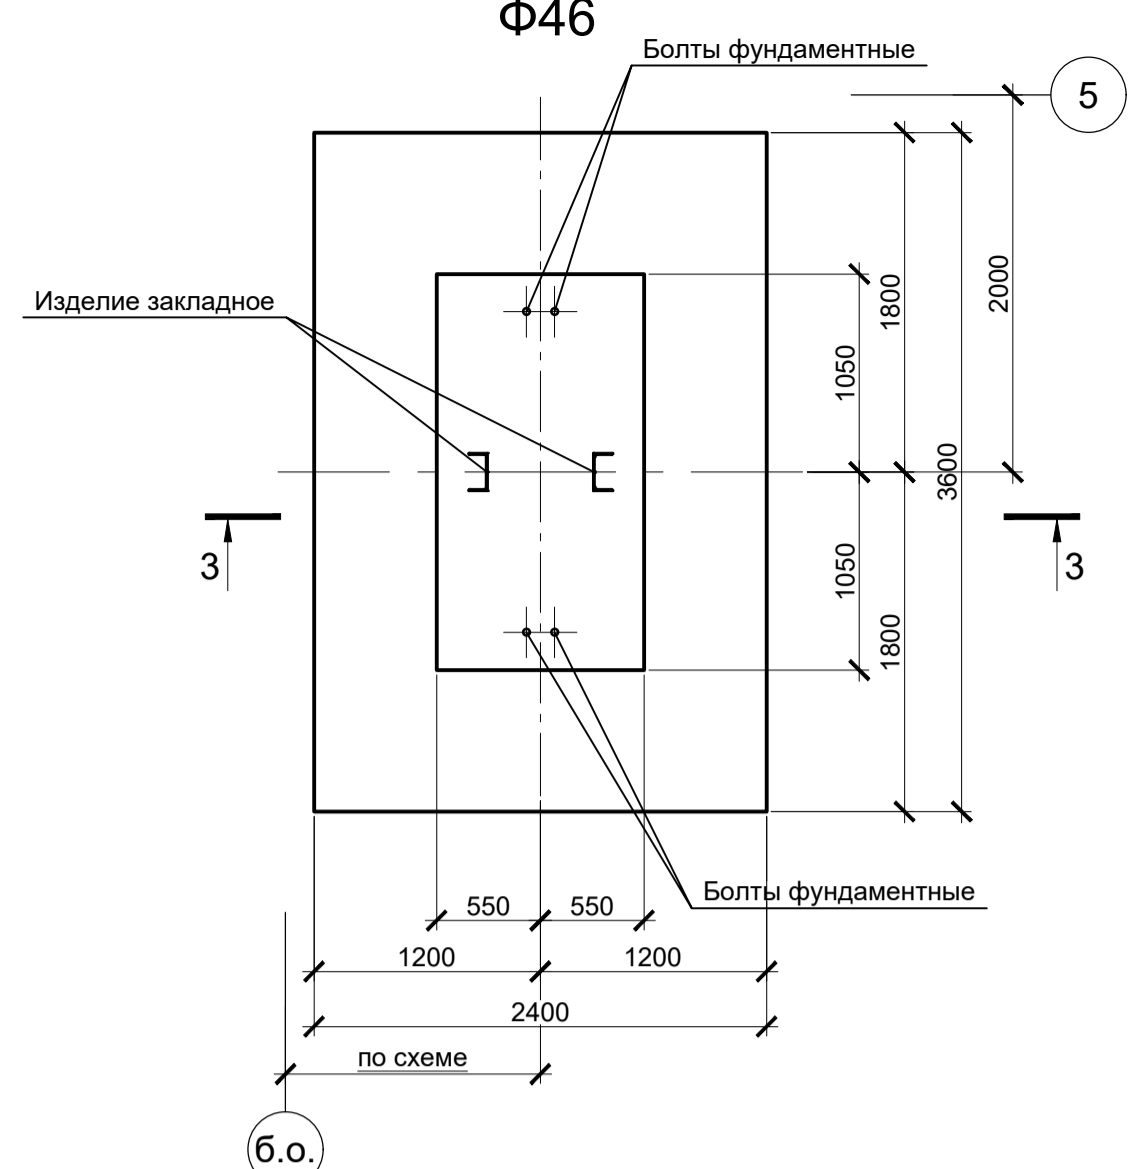 Ф46
Болты фундаментные
5
Изделие закладное
2000
1800
1050
3600
3
3
1050
1800
Болты фундаментные
550
550
1200
1200
2400
по схеме
б.о.